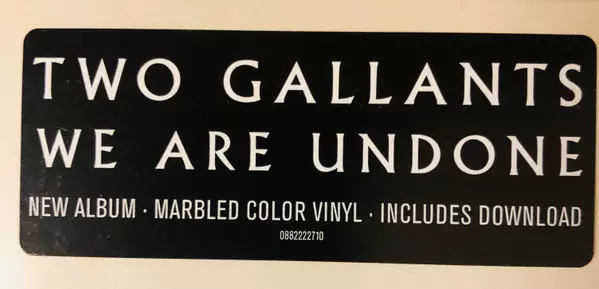 TWO GALLANTS
WE ARE UNDONE
NEW ALBUM · MARBLED COLOR VINYL · INCLUDES DOWNLOAD
0882222710